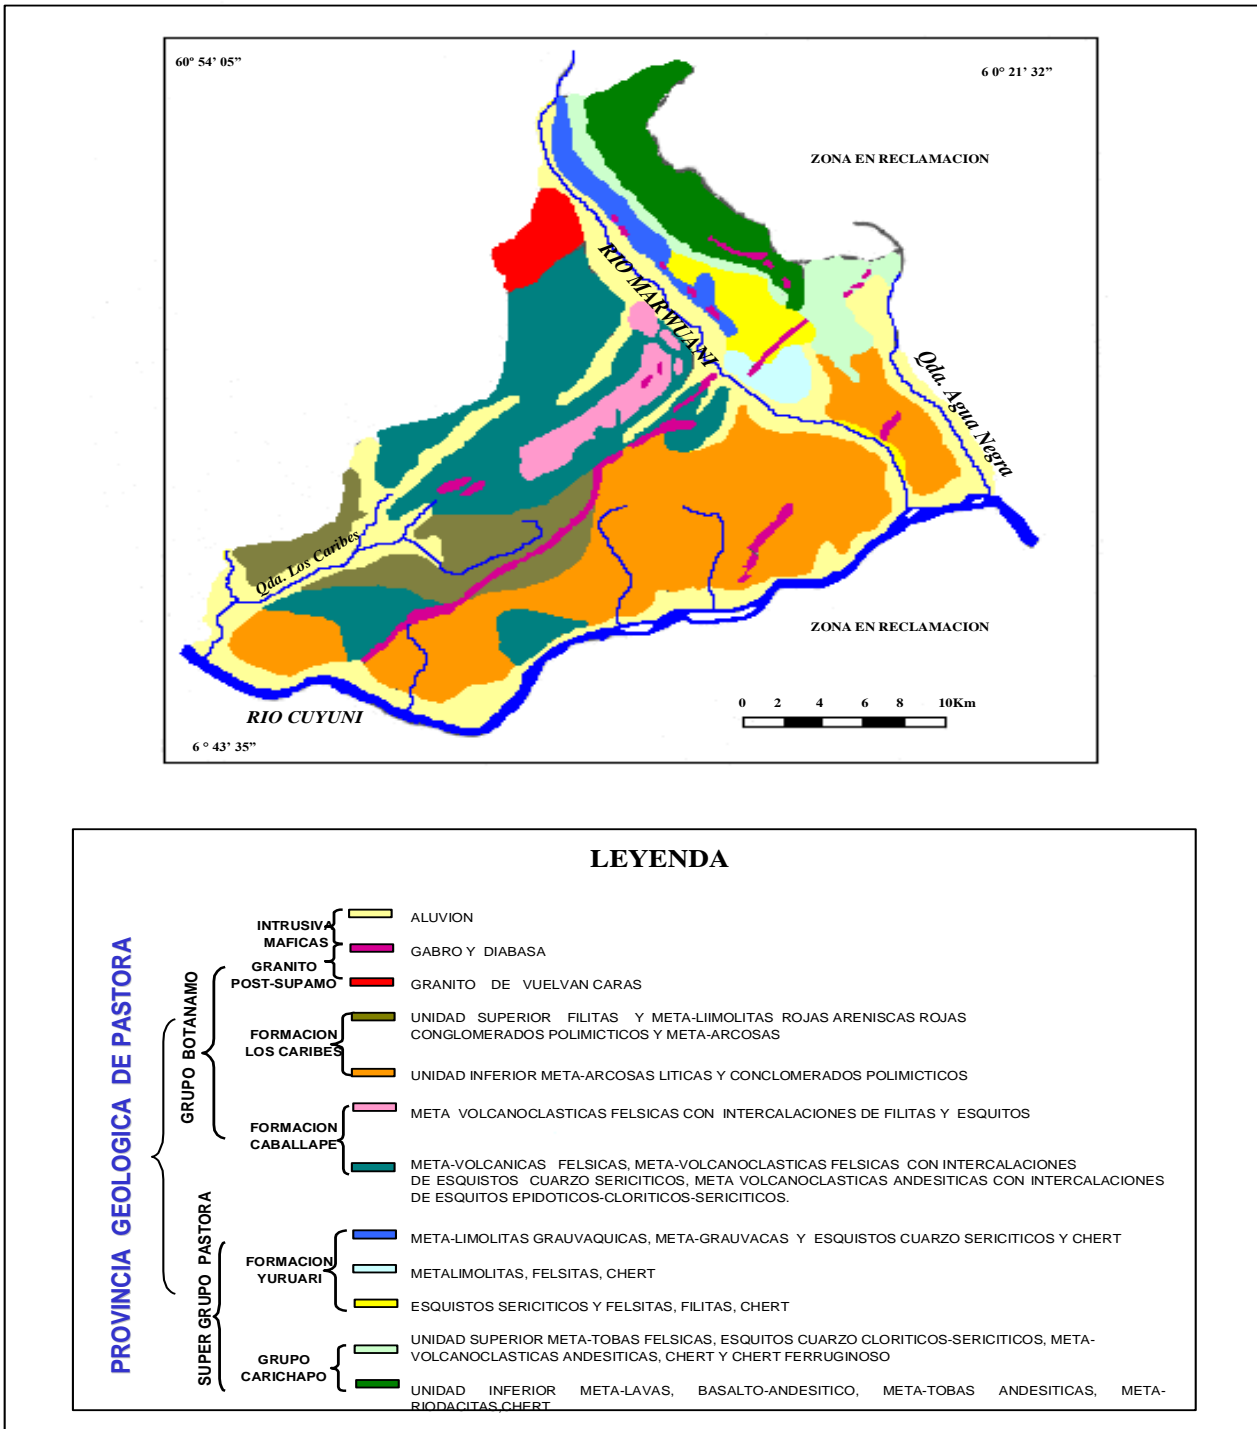 60º 54' 05”
6 0° 21' 32”
ZONA EN RECLAMACION
RIO MARWUANI
Qda. Agua Negra
Qda. Los Caribes
ZONA EN RECLAMACION
0 2 4 6 8 10Km
RIO CUYUNI
6 ° 43' 35”
LEYENDA
PROVINCIA GEOLOGICA DE PASTORA
GRUPO BOTANAMO
SUPER GRUPO PASTORA
INTRUSIVA
MAFICAS
ALUVION
GABRO Y DIABASA
GRANITO
POST-SUPAMO
GRANITO DE VUELVAN CARAS
FORMACION
LOS CARIBES
UNIDAD SUPERIOR FILITAS Y META-LIIMOLITAS ROJAS ARENISCAS ROJAS
CONGLOMERADOS POLIMICTICOS Y META-ARCOSAS
UNIDAD INFERIOR META-ARCOSAS LITICAS Y CONCLOMERADOS POLIMICTICOS
FORMACION
CABALLAPE
META VOLCANOCLASTICAS FELSICAS CON INTERCALACIONES DE FILITAS Y ESQUITOS
META-VOLCANICAS FELSICAS, META-VOLCANOCLASTICAS FELSICAS CON INTERCALACIONES
DE ESQUISTOS CUARZO SERICITICOS, META VOLCANOCLASTICAS ANDESITICAS CON INTERCALACIONES
DE ESQUITOS EPIDOTICOS-CLORITICOS-SERICITICOS.
FORMACION
YURUARI
META-LIMOLITAS GRAUVAQUICAS, META-GRAUVACAS Y ESQUISTOS CUARZO SERICITICOS Y CHERT
METALIMOLITAS, FELSITAS, CHERT
ESQUISTOS SERICITICOS Y FELSITAS, FILITAS, CHERT
GRUPO
CARICHAPO
UNIDAD SUPERIOR META-TOBAS FELSICAS, ESQUITOS CUARZO CLORITICOS-SERICITICOS, META-
VOLCANOCLASTICAS ANDESITICAS, CHERT Y CHERT FERRUGINOSO
UNIDAD INFERIOR META-LAVAS, BASALTO-ANDESITICO, META-TOBAS ANDESITICAS, META-
RIODACITAS,CHERT